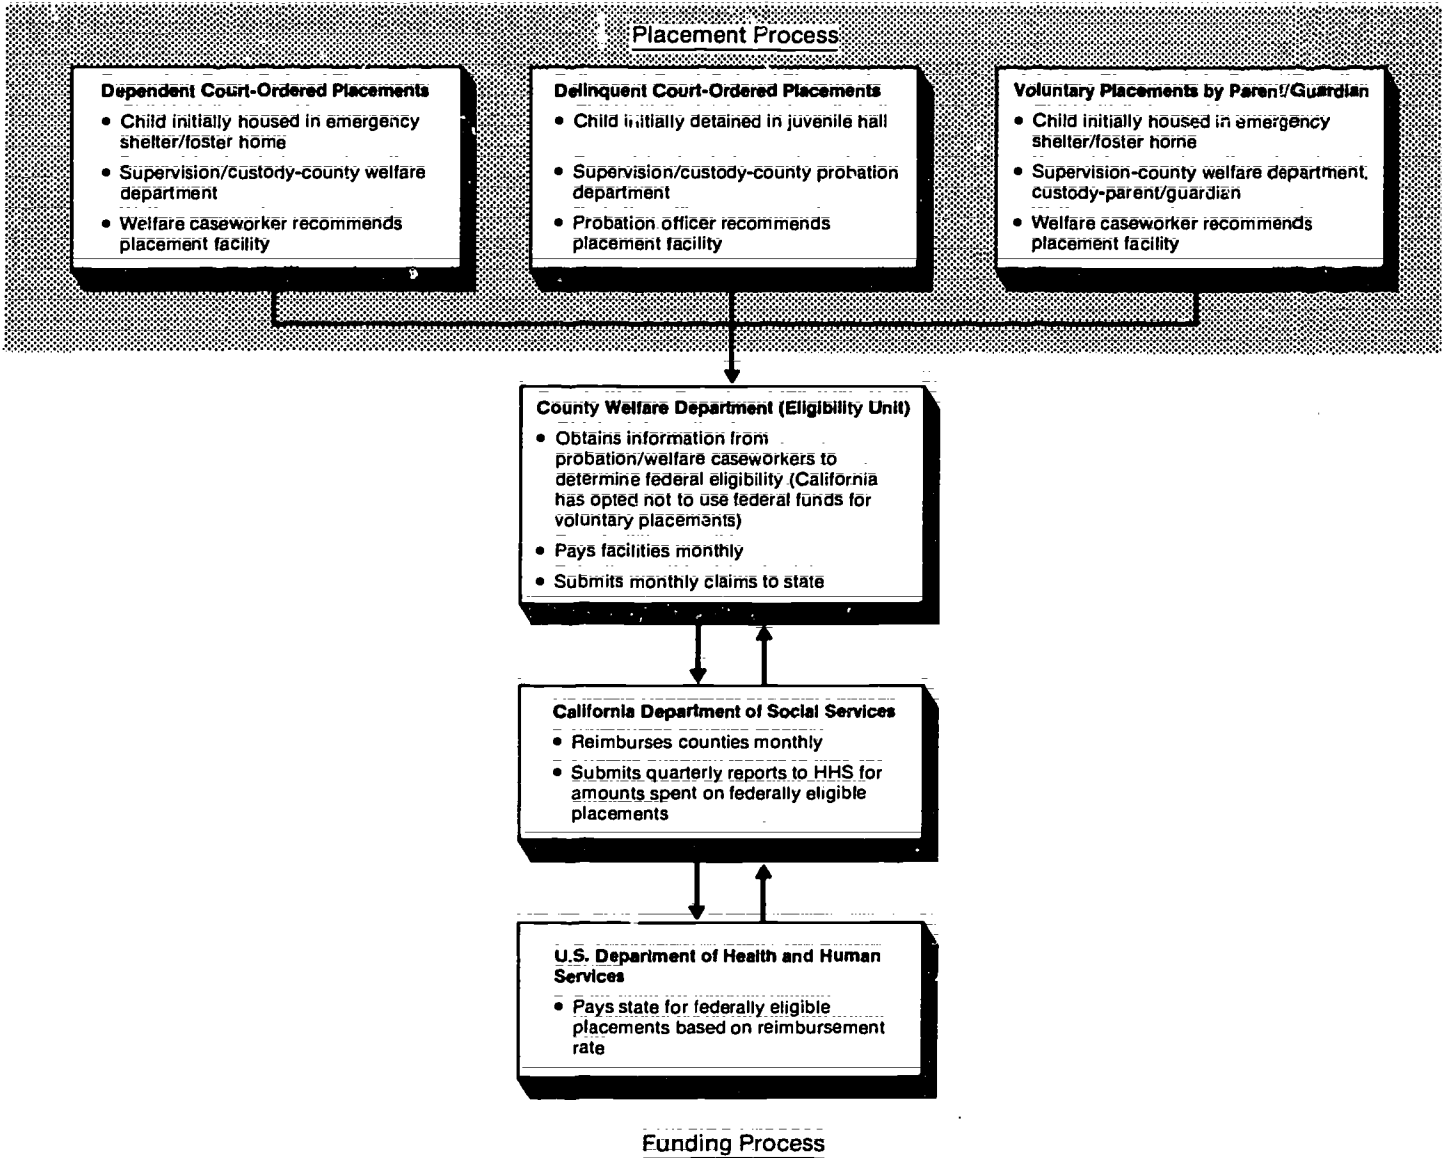 Placement Process
Dependent Court-Ordered Placements
• Child initially housed in emergency
shelter/foster home
• Supervision/custody-county welfare
department
• Welfare caseworker recommends
placement facility
Delinquent Court-Ordered Placements
• Child initially detained in juvenile hall
• Supervision/custody-county probation
department
• Probation officer recommends
placement facility
Voluntary Placements by Parent/Guardian
• Child initially housed in emergency
shelter/foster home
• Supervision-county welfare department,
custody-parent/guardian
• Welfare caseworker recommends
placement facility
County Welfare Department (Eligibility Unit)
• Obtains information from
probation/welfare caseworkers to
determine federal eligibility (California
has opted not to use federal funds for
voluntary placements)
• Pays facilities monthly
• Submits monthly claims to state
California Department of Social Services
• Reimburses counties monthly
• Submits quarterly reports to HHS for
amounts spent on federally eligible
placements
U.S. Department of Health and Human
Services
• Pays state for federally eligible
placements based on reimbursement
rate
Funding Process